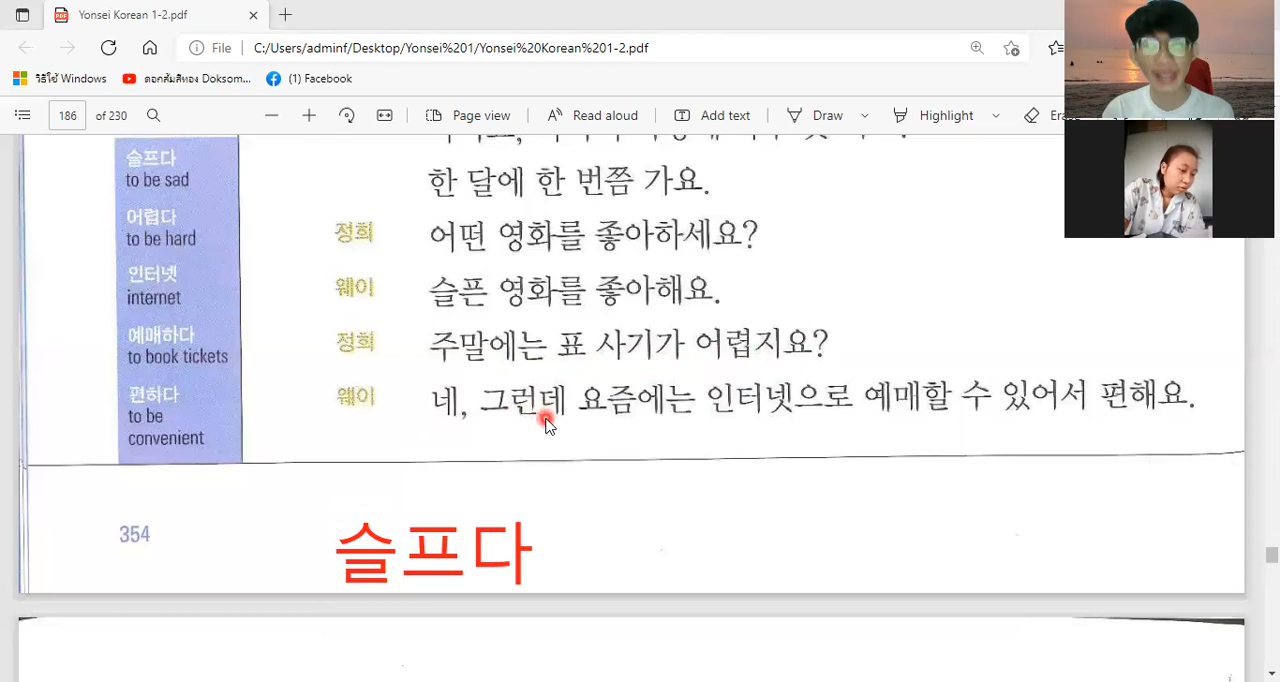 Yonsei Korean 1-2.pdf
File C:/Users/adminf/Desktop/Yonsei%201/Yonsei%20Korean%201-2.pdf
วิธีใช้ Windows
ดอกส้มสีทอง Doksom...
(1) Facebook
186 of 230
Page view
Read aloud
Add text
Draw
Highlight
슬프다
to be sad
어렵다
to be hard
인터넷
internet
예매하다
to book tickets
편하다
to be
convenient
한 달에 한 번쯤 가요.
정희 어떤 영화를 좋아하세요?
웨이 슬픈 영화를 좋아해요.
정희 주말에는 표 사기가 어렵지요?
웨이 네, 그런데 요즘에는 인터넷으로 예매할 수 있어서 편해요.
354
슬프다